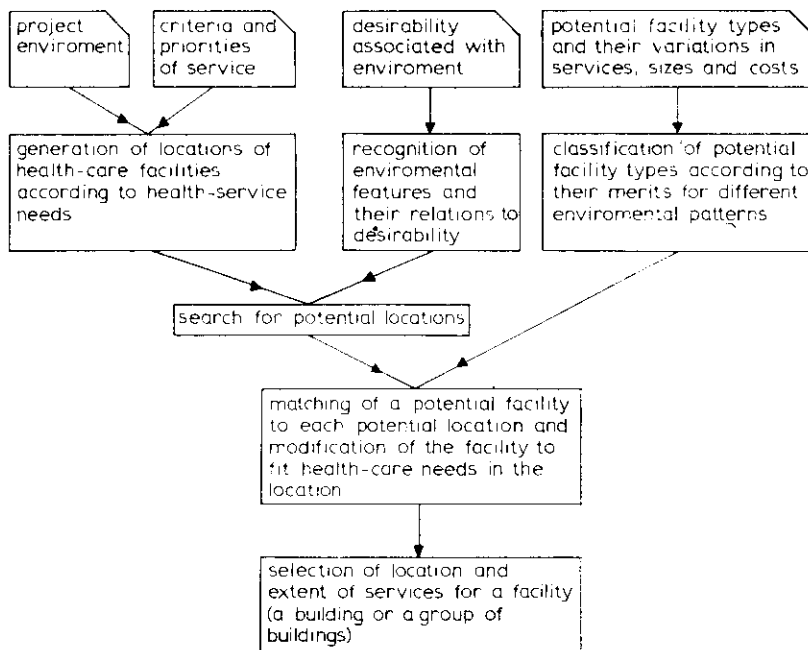 project
enviroment
criteria and
priorities
of service
desirability
associated with
enviroment
potential facility types
and their variations in
services, sizes and costs
generation of locations of
health-care facilities
according to health-service
needs
recognition of
enviromental
features and
their relations to
desirability
classification of potential
facility types according to
their merits for different
enviromental patterns
search for potential locations
matching of a potential facility
to each potential location and
modification of the facility to
fit health-care needs in the
location
selection of location and
extent of services for a facility
(a building or a group of
buildings)